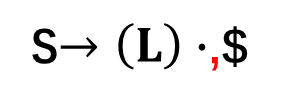 S→ (L) ·,$